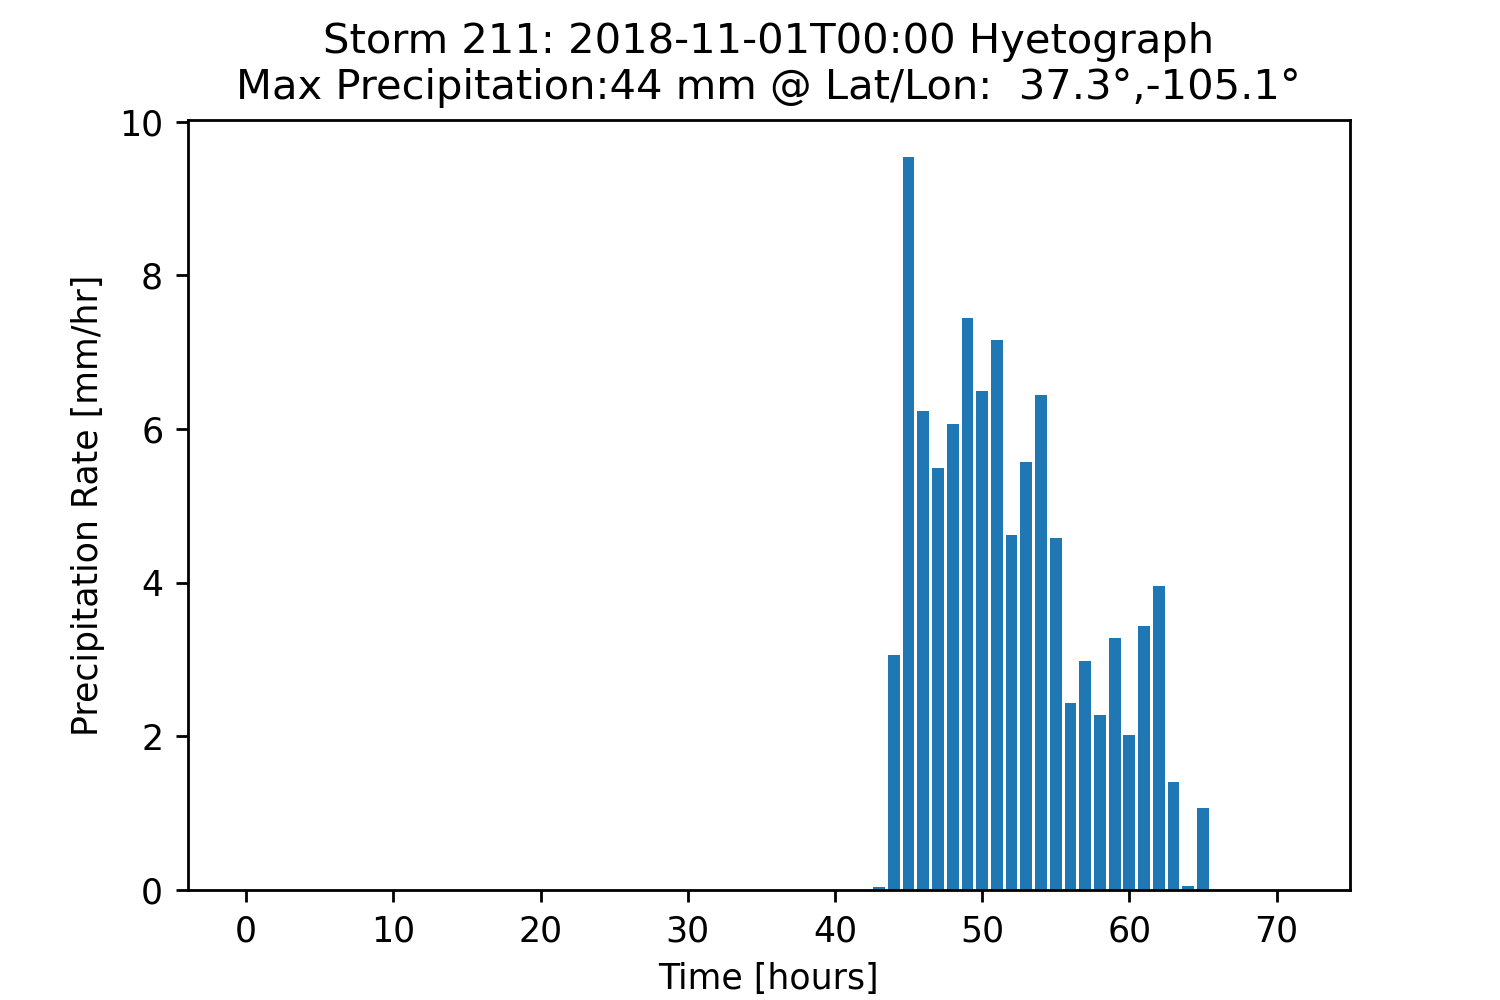 Storm 211: 2018-11-01T00:00 Hyetograph
Max Precipitation:44 mm @ Lat/Lon:  37.3°,-105.1°
10
8
6
4
2
0
Precipitation Rate [mm/hr]
0 10 20 30 40 50 60 70
Time [hours]